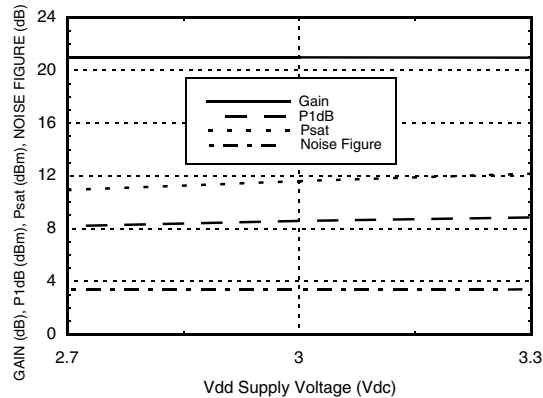 GAIN (dB), P1dB (dBm), Psat (dBm), NOISE FIGURE (dB)
24
20
16
12
8
4
0
Gain
P1dB
Psat
Noise Figure
2.7
3
3.3
Vdd Supply Voltage (Vdc)